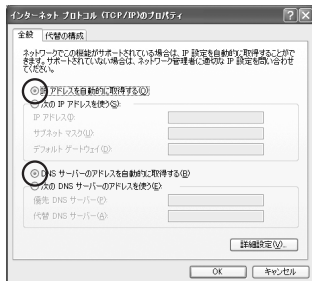 インターネット プロトコル (TCP/IP)のプロパティ
全般 代替の構成
ネットワークでこの機能がサポートされている場合は、IP 設定を自動的に取得することがで
きます。サポートされていない場合は、ネットワーク管理者に適切な IP 設定を問い合わせ
てください。
IP アドレスを自動的に取得する(O)
次の IP アドレスを使う(S):
IP アドレス(I):
サブネット マスク(U):
デフォルト ゲートウェイ(D):
DNS サーバーのアドレスを自動的に取得する(B)
次の DNS サーバーのアドレスを使う(E):
優先 DNS サーバー(P):
代替 DNS サーバー(A):
詳細設定(V)...
OK キャンセル